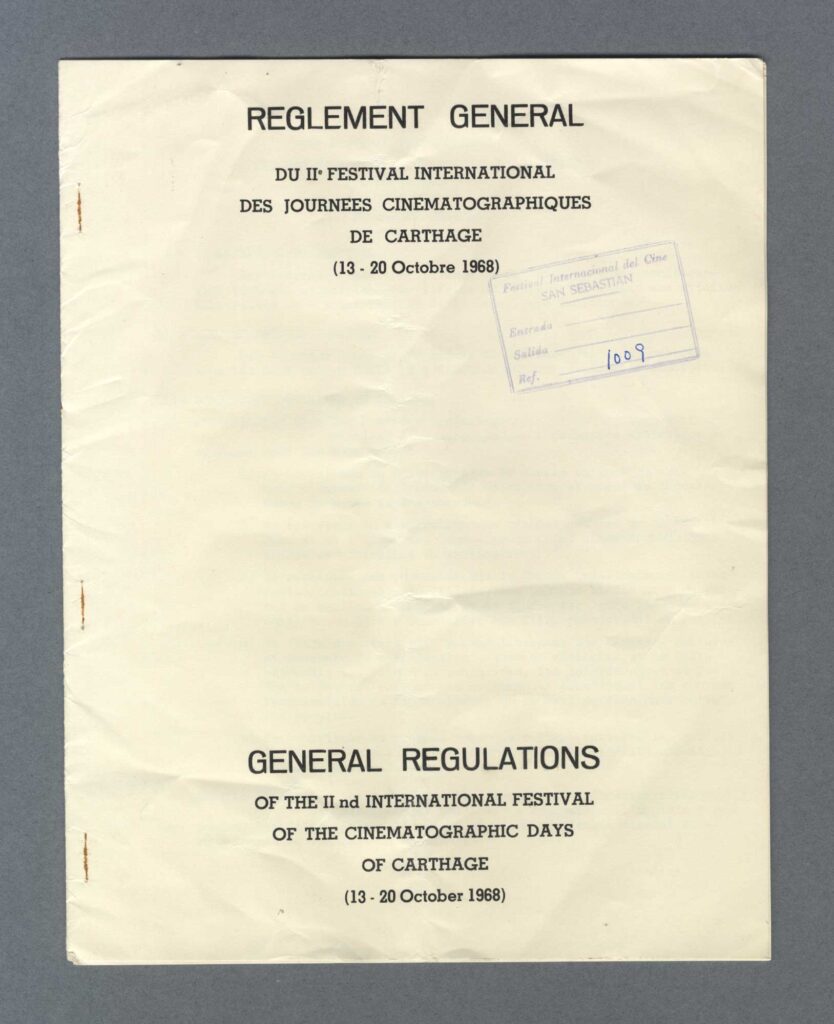 REGLEMENT GENERAL
DU IIe FESTIVAL INTERNATIONAL
DES JOURNEES CINEMATOGRAPHIQUES
DE CARTHAGE
(13 - 20 Octobre 1968)
Festival Internacional del Cine
SAN SEBASTIAN
Entrada
Salida
Ref. 1009
GENERAL REGULATIONS
OF THE II nd INTERNATIONAL FESTIVAL
OF THE CINEMATOGRAPHIC DAYS
OF CARTHAGE
(13 - 20 October 1968)